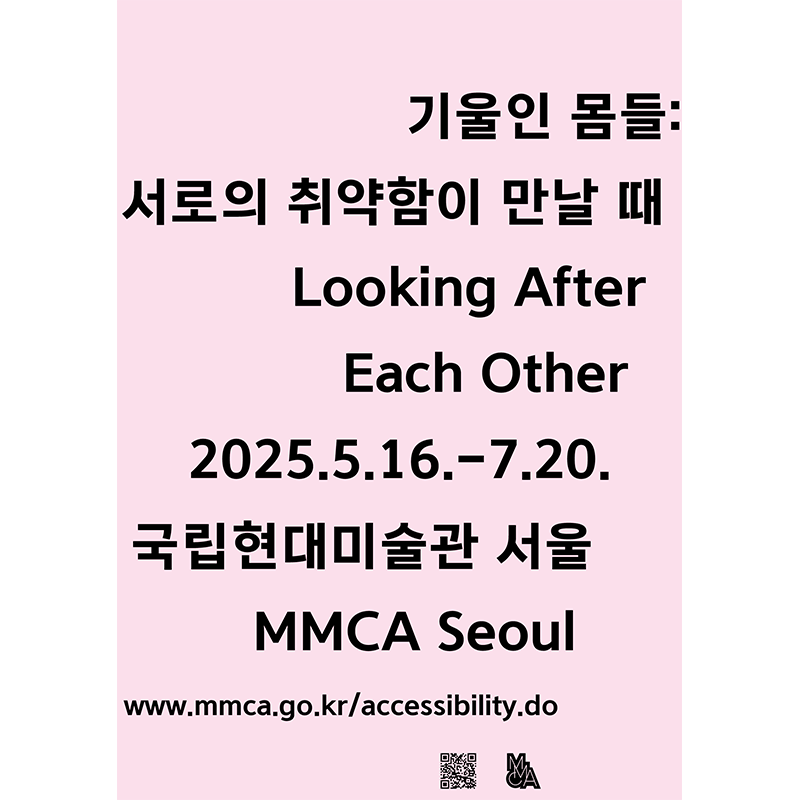 기울인 몸들:
서로의 취약함이 만날 때
Looking After
Each Other
2025.5.16.–7.20.
국립현대미술관 서울
MMCA Seoul
www.mmca.go.kr/accessibility.do
MMCA